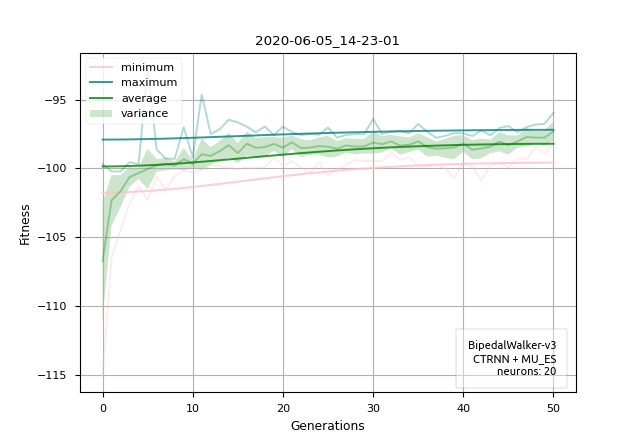 2020-06-05_14-23-01
minimum
maximum
average
variance
−95
−100
−105
−110
−115
Fitness
0
10
20
30
40
50
Generations
BipedalWalker-v3
CTRNN + MU_ES
neurons: 20